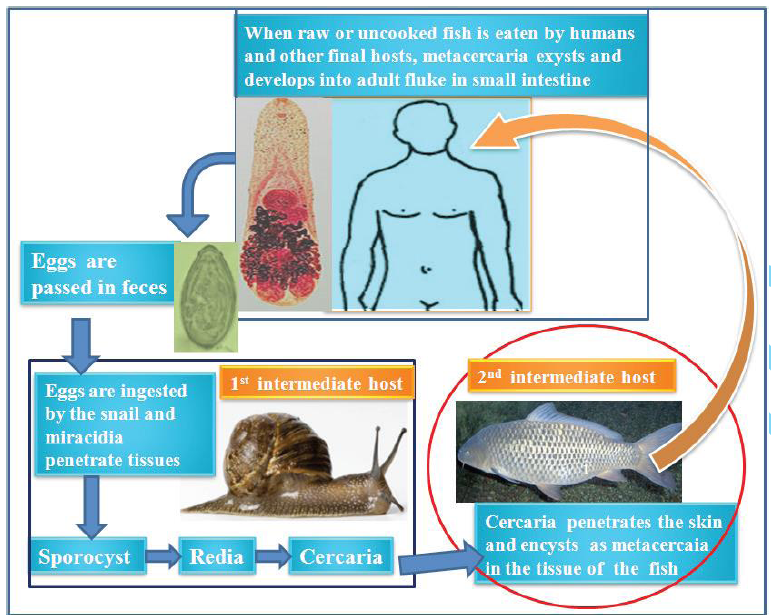 When raw or uncooked fish is eaten by humans
and other final hosts, metacercaria exysts and
develops into adult fluke in small intestine
Eggs are
passed in feces
Eggs are ingested
by the snail and
miracidia
penetrate tissues
1st intermediate host
Sporocyst
Redia
Cercaria
2nd intermediate host
Cercaria penetrates the skin
and encysts as metacercaia
in the tissue of the fish